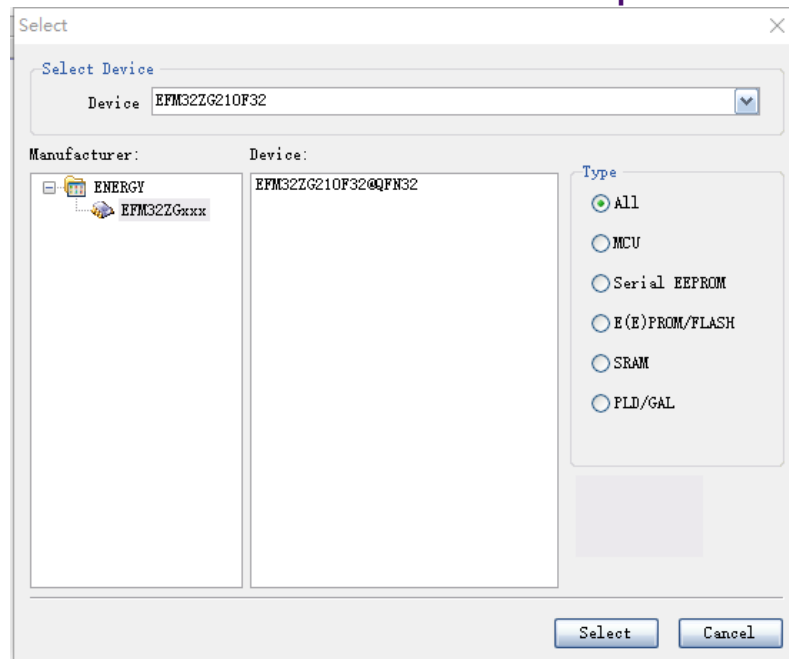 Select
Select Device
Device EFM32ZG210F32
Manufacturer:
Device:
ENERGY
EFM32ZGxxx
EFM32ZG210F32@QFN32
Type
All
MCU
Serial EEPROM
E(E)PROM/FLASH
SRAM
PLD/GAL
Select
Cancel